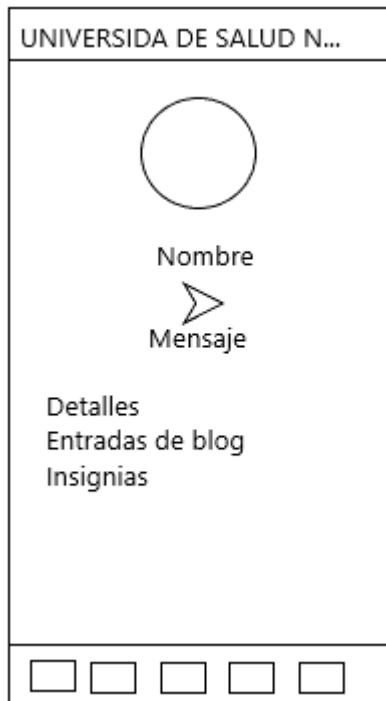 UNIVERSIDA DE SALUD N...
Nombre
Mensaje
Detalles
Entradas de blog
Insignias